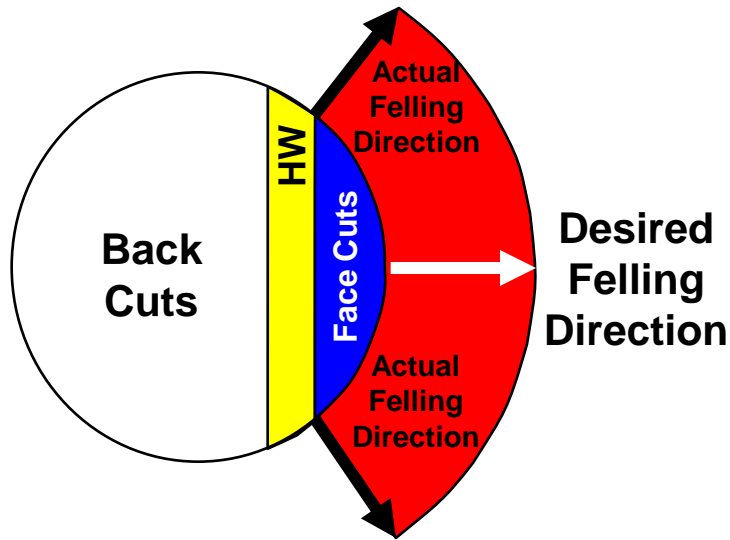 Back
Cuts
HW
Face Cuts
Actual
Felling
Direction
Actual
Felling
Direction
Desired
Felling
Direction